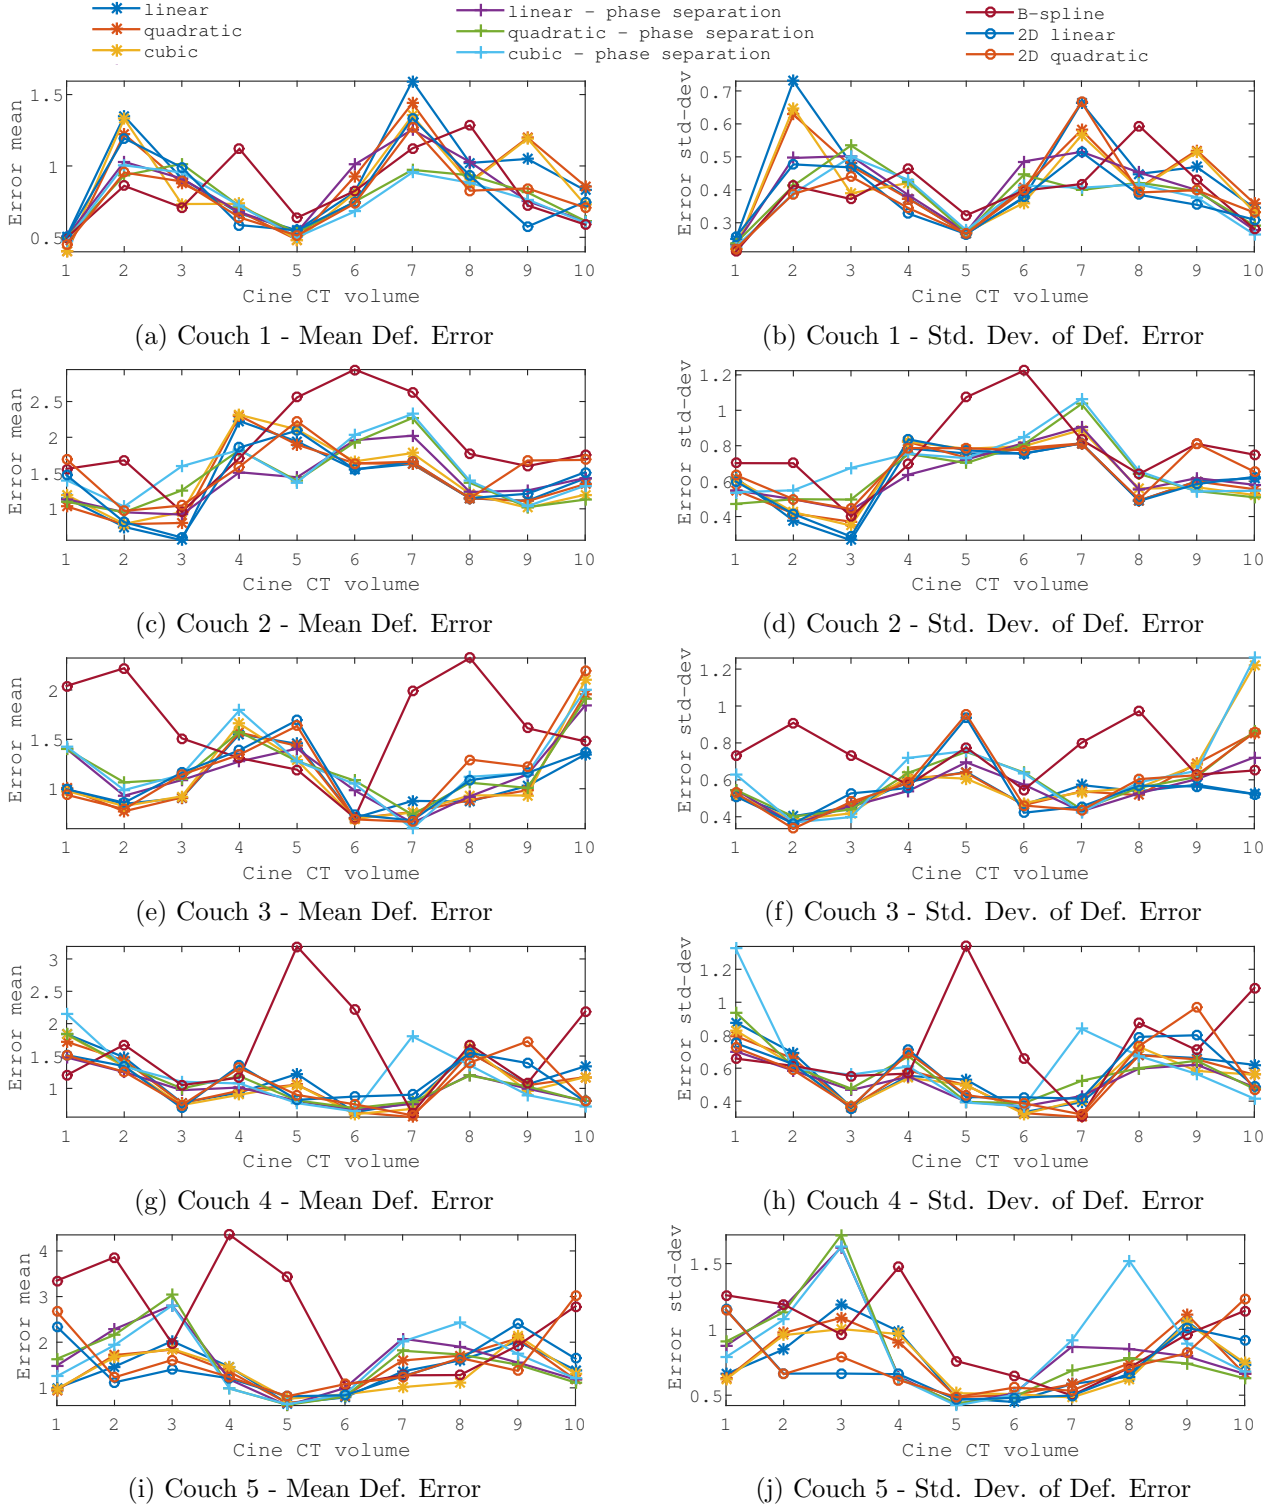 linear
quadratic
cubic
linear - phase separation
quadratic - phase separation
cubic - phase separation
B-spline
2D linear
2D quadratic
Error mean
1.5
1
0.5
1 2 3 4 5 6 7 8 9 10
Cine CT volume
(a) Couch 1 - Mean Def. Error
Error std-dev
0.7
0.6
0.5
0.4
0.3
1 2 3 4 5 6 7 8 9 10
Cine CT volume
(b) Couch 1 - Std. Dev. of Def. Error
Error mean
2.5
2
1.5
1
1 2 3 4 5 6 7 8 9 10
Cine CT volume
(c) Couch 2 - Mean Def. Error
Error std-dev
1.2
1
0.8
0.6
0.4
1 2 3 4 5 6 7 8 9 10
Cine CT volume
(d) Couch 2 - Std. Dev. of Def. Error
Error mean
2
1.5
1
1 2 3 4 5 6 7 8 9 10
Cine CT volume
(e) Couch 3 - Mean Def. Error
Error std-dev
1.2
1
0.8
0.6
0.4
1 2 3 4 5 6 7 8 9 10
Cine CT volume
(f) Couch 3 - Std. Dev. of Def. Error
Error mean
3
2.5
2
1.5
1
1 2 3 4 5 6 7 8 9 10
Cine CT volume
(g) Couch 4 - Mean Def. Error
Error std-dev
1.2
1
0.8
0.6
0.4
1 2 3 4 5 6 7 8 9 10
Cine CT volume
(h) Couch 4 - Std. Dev. of Def. Error
Error mean
4
3
2
1
1 2 3 4 5 6 7 8 9 10
Cine CT volume
(i) Couch 5 - Mean Def. Error
Error std-dev
1.5
1
0.5
1 2 3 4 5 6 7 8 9 10
Cine CT volume
(j) Couch 5 - Std. Dev. of Def. Error